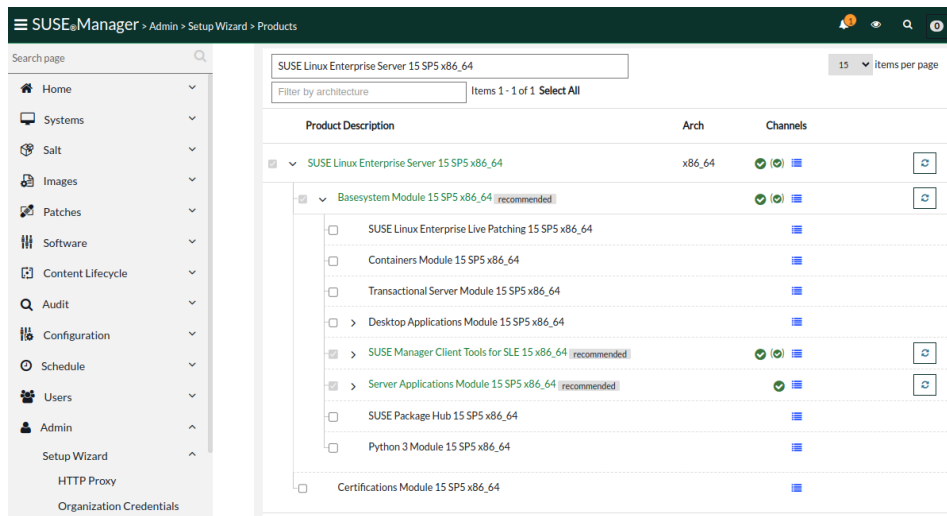 SUSE®Manager > Admin > Setup Wizard > Products 1 0
Search page
Home
Systems
Salt
Images
Patches
Software
Content Lifecycle
Audit
Configuration
Schedule
Users
Admin
Setup Wizard
HTTP Proxy
Organization Credentials
SUSE Linux Enterprise Server 15 SP5 x86_64
15 items per page
Filter by architecture Items 1 - 1 of 1 Select All
Product Description Arch Channels
SUSE Linux Enterprise Server 15 SP5 x86_64 x86_64
Basesystem Module 15 SP5 x86_64 recommended
SUSE Linux Enterprise Live Patching 15 SP5 x86_64
Containers Module 15 SP5 x86_64
Transactional Server Module 15 SP5 x86_64
Desktop Applications Module 15 SP5 x86_64
SUSE Manager Client Tools for SLE 15 x86_64 recommended
Server Applications Module 15 SP5 x86_64 recommended
SUSE Package Hub 15 SP5 x86_64
Python 3 Module 15 SP5 x86_64
Certifications Module 15 SP5 x86_64